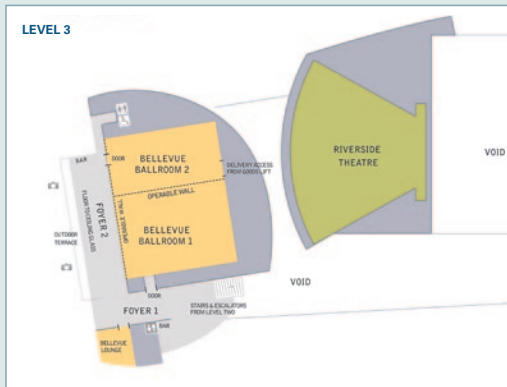 LEVEL 3
BAR
DOOR
BELLEVUE
BALLROOM 2
DELIVERY ACCESS
FROM GOODS LIFT
OPERABLE WALL
FOYER 2
FLOOR TO CEILING GLASS
OUTDOOR
TERRACE
BELLEVUE
BALLROOM 1
DOOR
FOYER 1
BAR
STAIRS & ESCALATORS
FROM LEVEL TWO
BELLEVUE
LOUNGE
RIVERSIDE
THEATRE
VOID
VOID